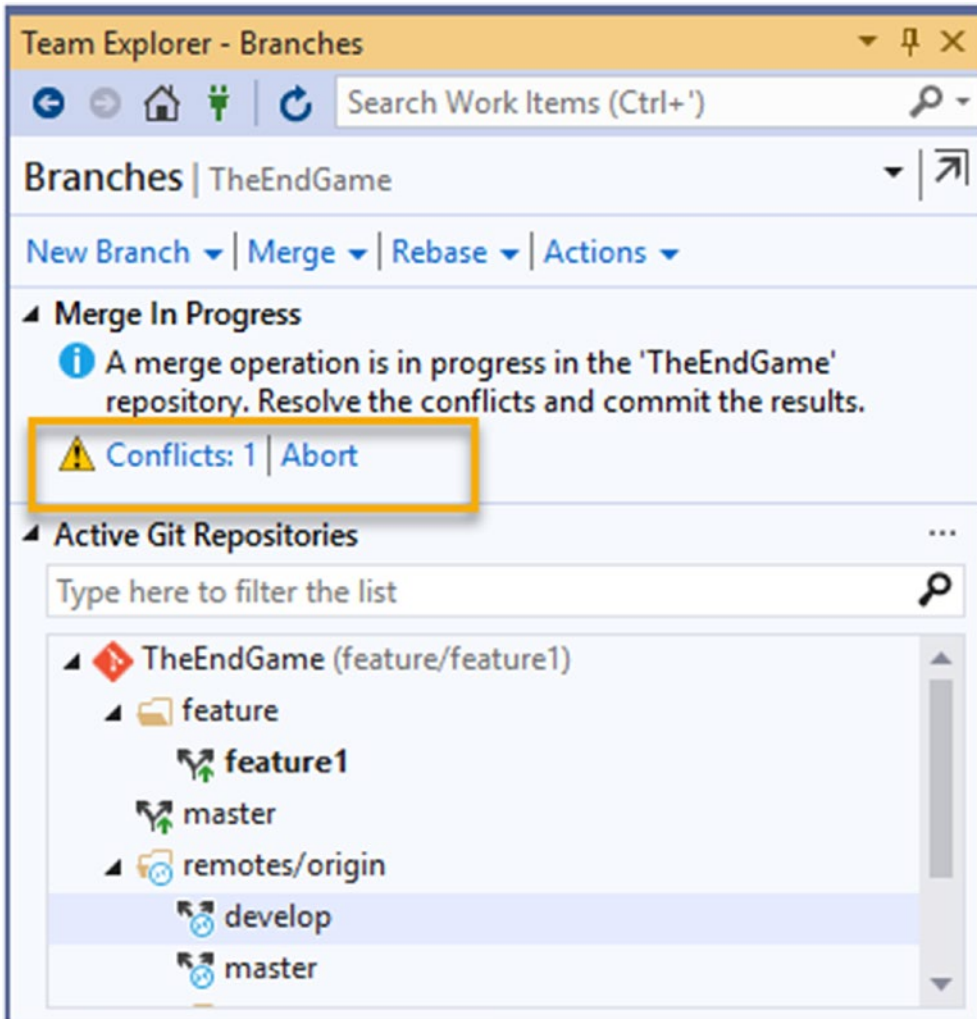 Team Explorer - Branches
Search Work Items (Ctrl+')
Branches | TheEndGame
New Branch | Merge | Rebase | Actions
Merge In Progress
A merge operation is in progress in the 'TheEndGame'
repository. Resolve the conflicts and commit the results.
Conflicts: 1 | Abort
Active Git Repositories
...
Type here to filter the list
TheEndGame (feature/feature1)
feature
feature1
master
remotes/origin
develop
master